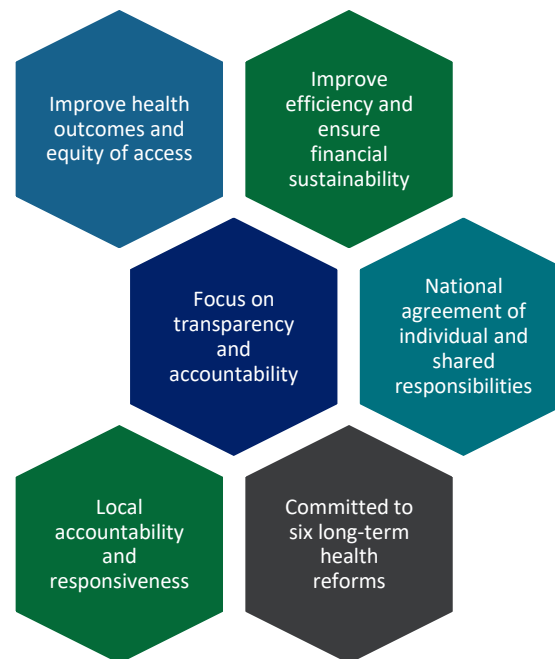 Improve health
outcomes and
equity of access
Improve
efficiency and
ensure
financial
sustainability
Focus on
transparency
and
accountability
National
agreement of
individual and
shared
responsibilities
Local
accountability
and
responsiveness
Committed to
six long-term
health
reforms